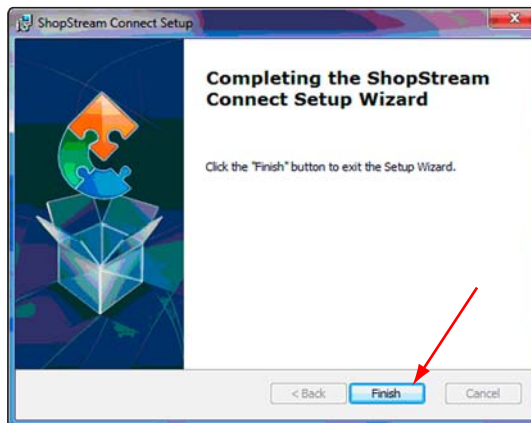 ShopStream Connect Setup
Completing the ShopStream
Connect Setup Wizard
Click the "Finish" button to exit the Setup Wizard.
< Back Finish Cancel